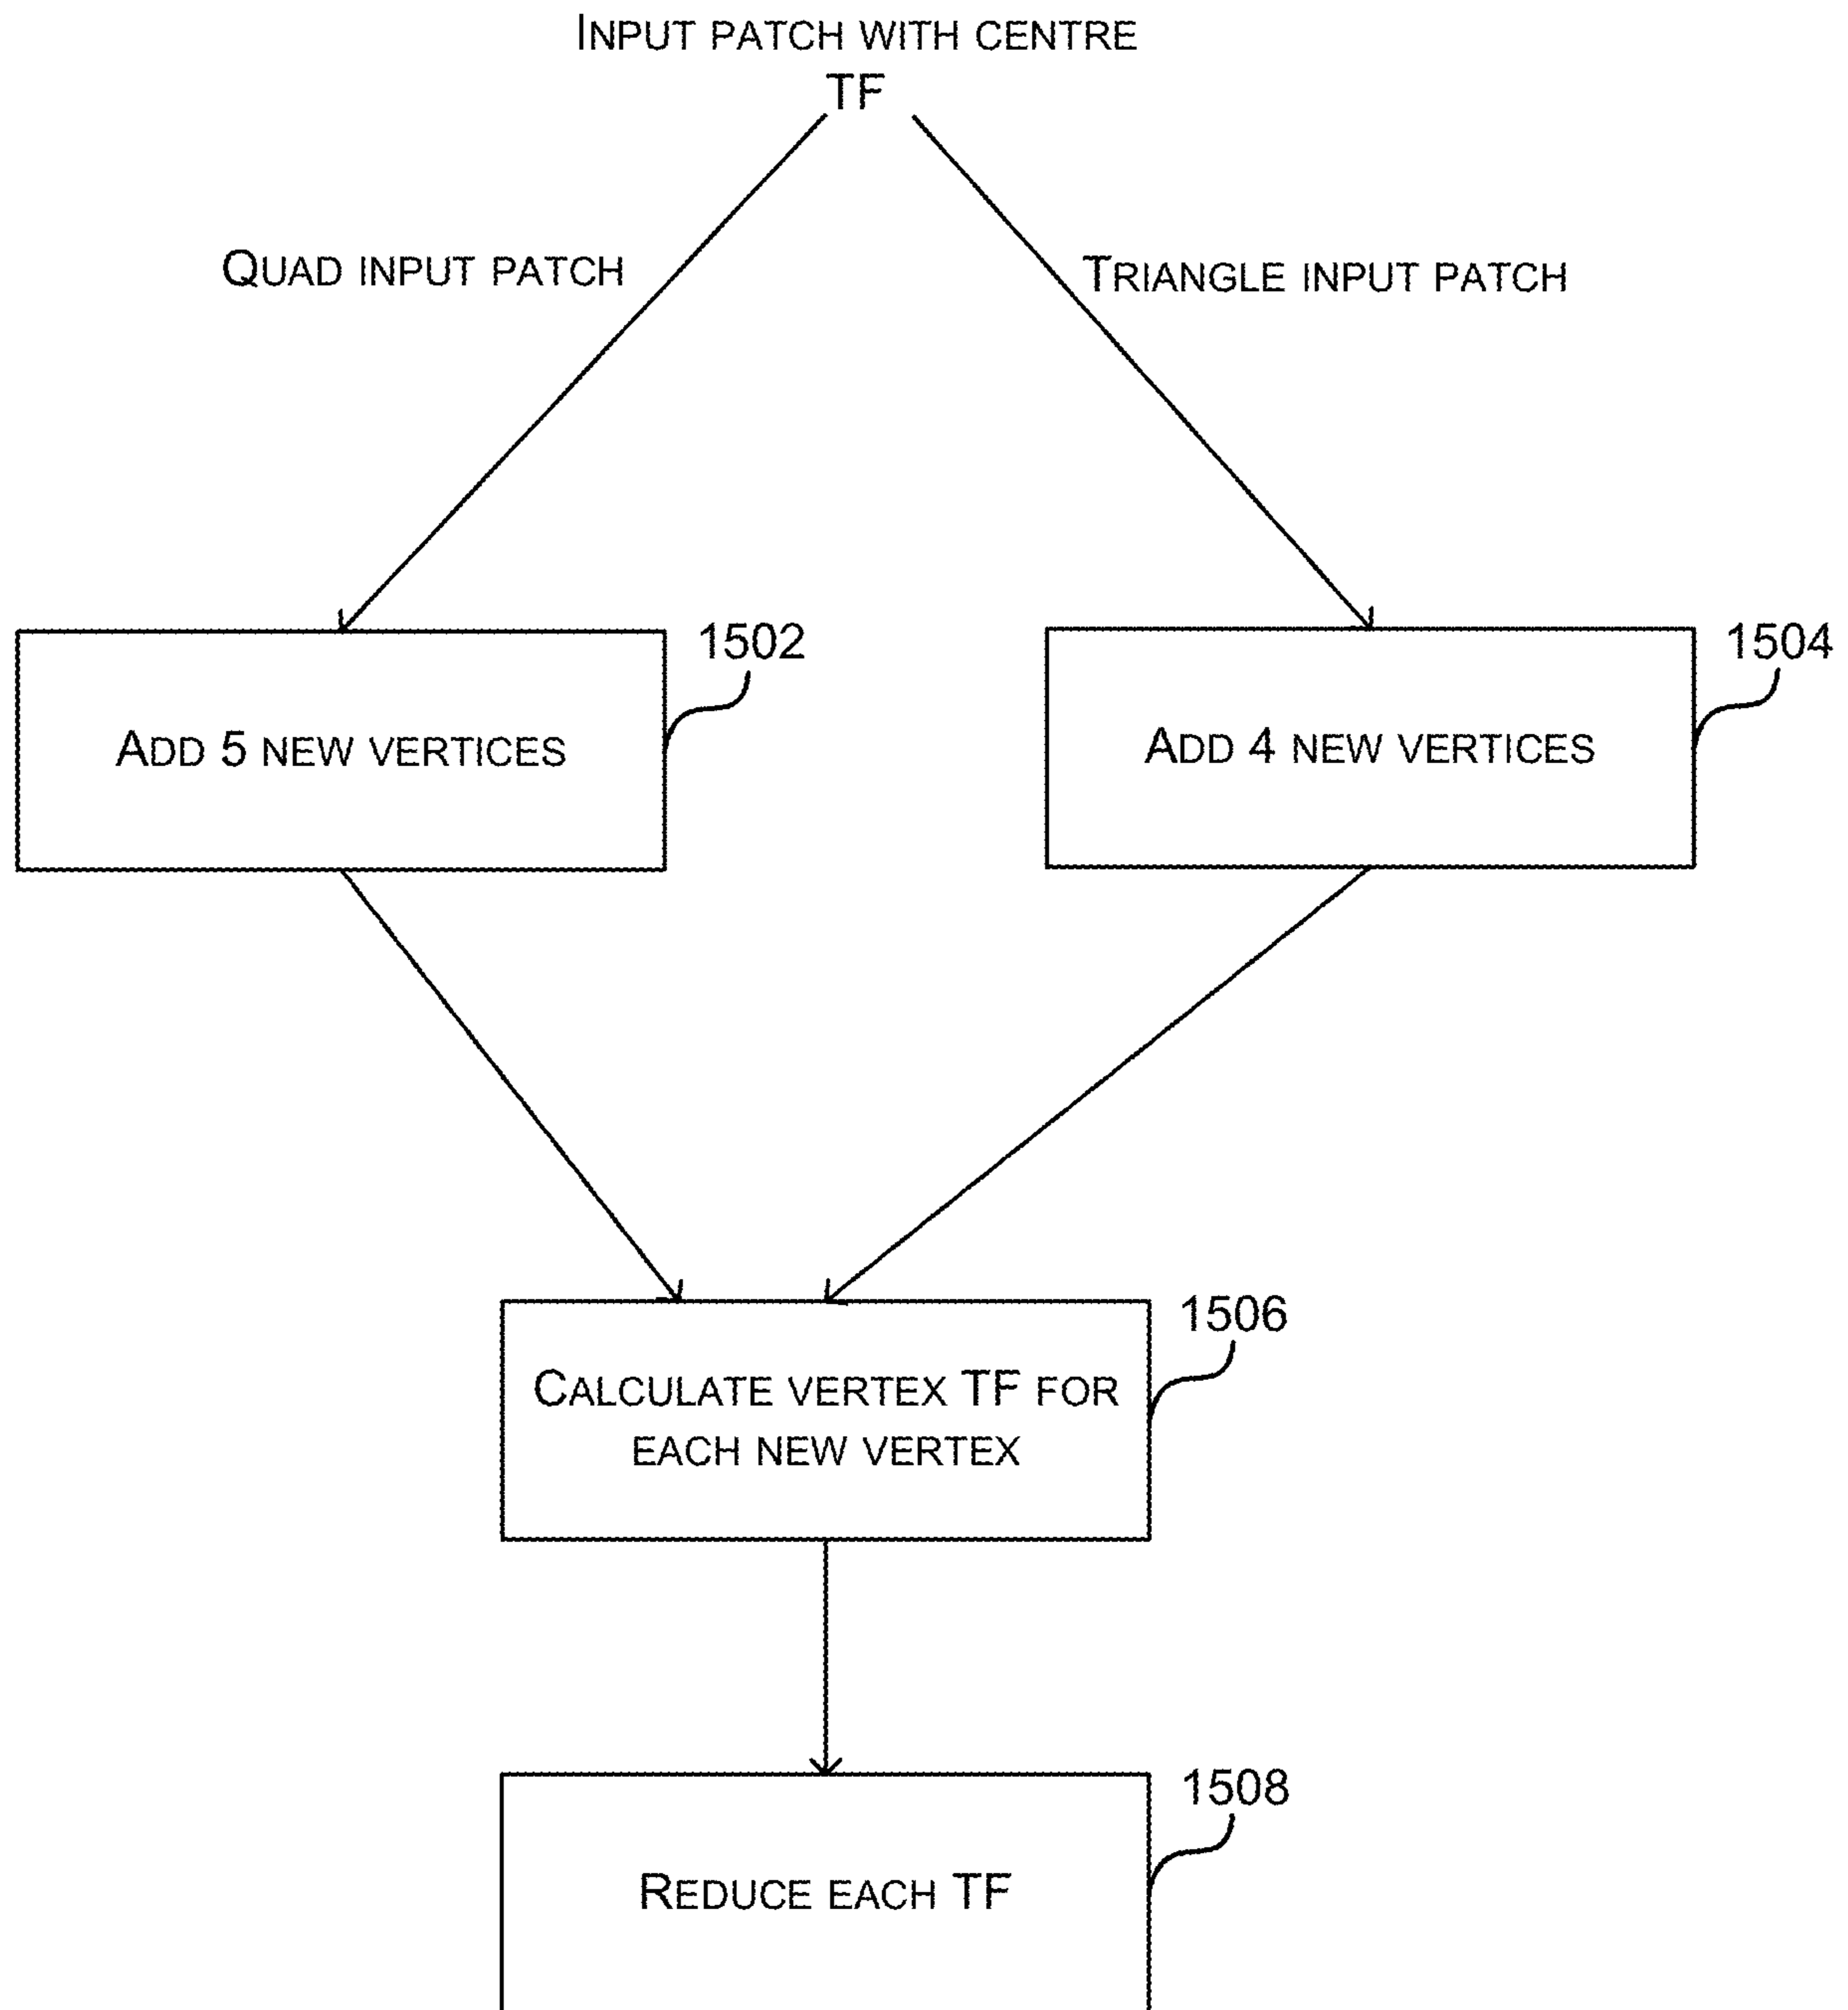 INPUT PATCH WITH CENTRE
TF
QUAD INPUT PATCH
TRIANGLE INPUT PATCH
1502
1504
ADD 5 NEW VERTICES
ADD 4 NEW VERTICES
1506
CALCULATE VERTEX TF FOR
EACH NEW VERTEX
1508
REDUCE EACH TF